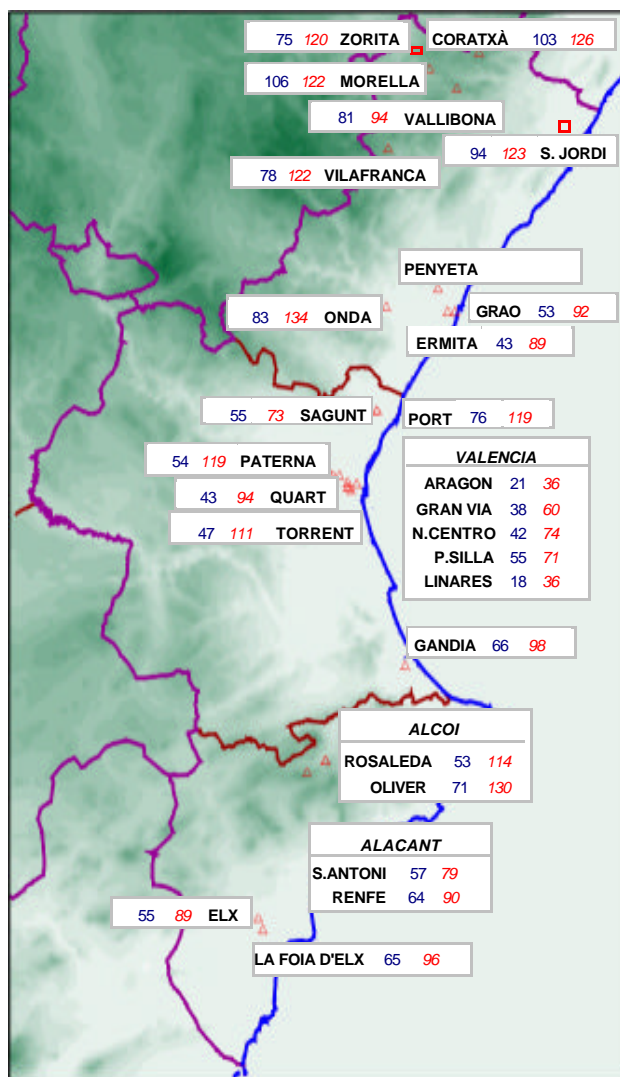 75 120 ZORITA
CORATXÀ 103 126
106 122 MORELLA
81 94 VALLIBONA
94 123 S. JORDI
78 122 VILAFRANCA
PENYETA
83 134 ONDA
GRAO 53 92
ERMITA 43 89
55 73 SAGUNT
PORT 76 119
54 119 PATERNA
43 94 QUART
47 111 TORRENT
VALENCIA
ARAGON 21 36
GRAN VIA 38 60
N.CENTRO 42 74
P.SILLA 55 71
LINARES 18 36
GANDIA 66 98
ALCOI
ROSALEDA 53 114
OLIVER 71 130
ALACANT
S.ANTONI 57 79
RENFE 64 90
55 89 ELX
LA FOIA D'ELX 65 96